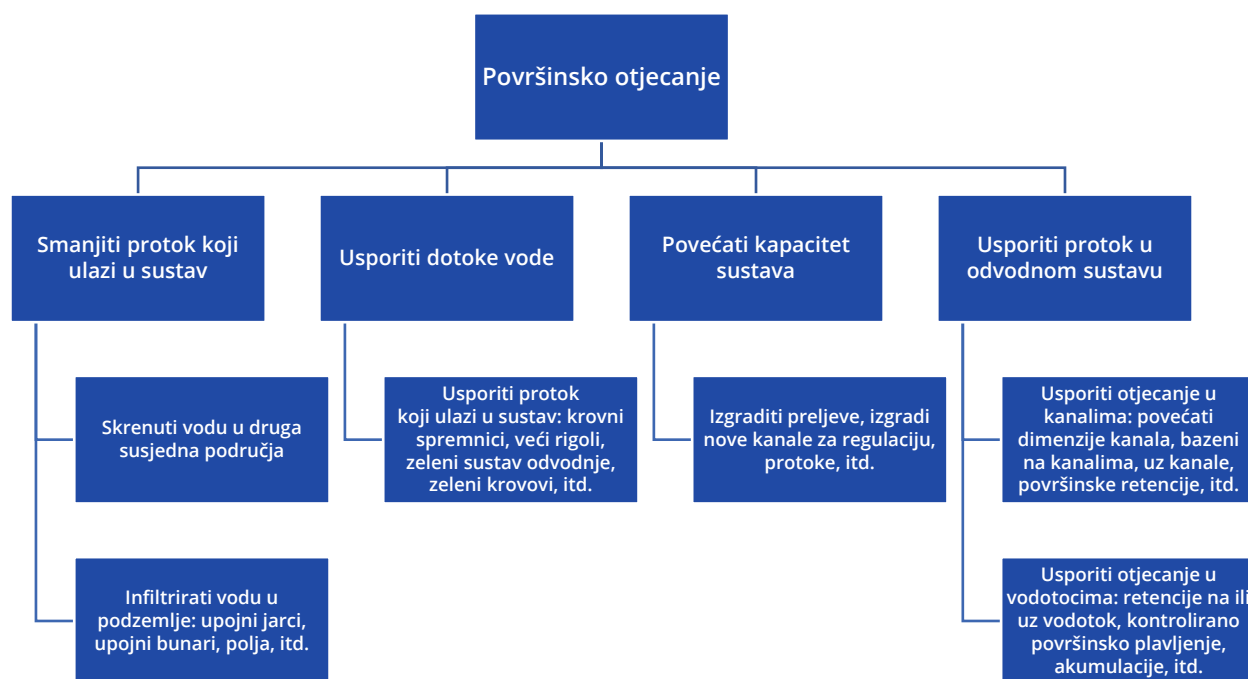 Površinsko otjecanje
Smanjiti protok koji
ulazi u sustav
Usporiti dotoke vode
Povećati kapacitet
sustava
Usporiti protok u
odvodnom sustavu
Skrenuti vodu u druga
susjedna područja
Usporiti protok
koji ulazi u sustav: krovni
spremnici, veći rigoli,
zeleni sustav odvodnje,
zeleni krovovi, itd.
Izgraditi preljeve, izgradi
nove kanale za regulaciju,
protoke, itd.
Usporiti otjecanje u
kanalima: povećati
dimenzije kanala, bazeni
na kanalima, uz kanale,
površinske retencije, itd.
Infiltrirati vodu u
podzemlje: upojni jarci,
upojni bunari, polja, itd.
Usporiti otjecanje u
vodotocima: retencije na ili
uz vodotok, kontrolirano
površinsko plavljenje,
akumulacije, itd.